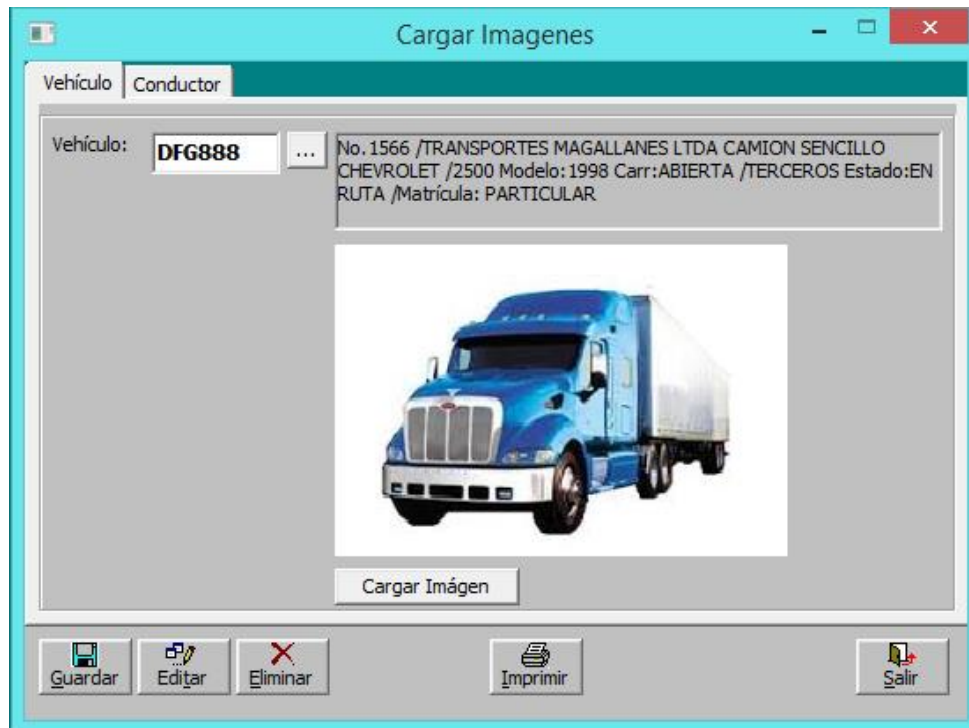 Cargar Imagenes
Vehículo
Conductor
Vehículo:
DFG888
...
No. 1566 /TRANSPORTES MAGALLANES LTDA CAMION SENCILLO
CHEVROLET /2500 Modelo: 1998 Carr:ABIERTA /TERCEROS Estado:EN
RUTA /Matrícula: PARTICULAR
Cargar Imágen
Guardar
Editar
Eliminar
Imprimir
Salir